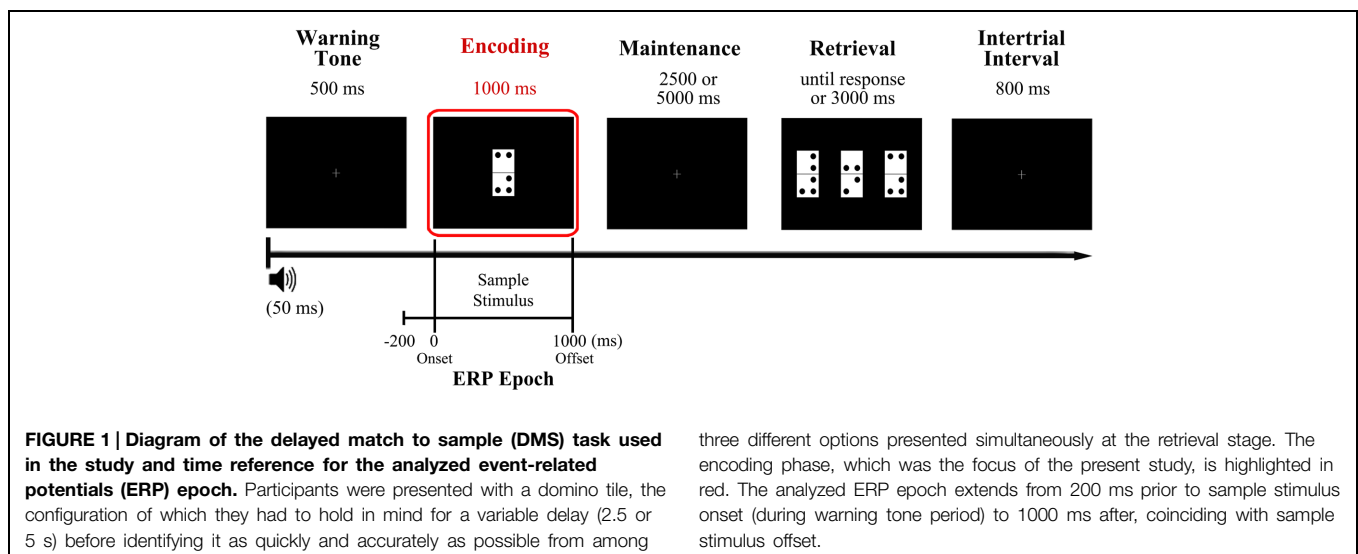 Warning
Tone
500 ms
Encoding
1000 ms
Maintenance
2500 or
5000 ms
Retrieval
until response
or 3000 ms
Intertrial
Interval
800 ms
(50 ms)
Sample
Stimulus
-200 0 1000 (ms)
Onset Offset
ERP Epoch
FIGURE 1 | Diagram of the delayed match to sample (DMS) task used
in the study and time reference for the analyzed event-related
potentials (ERP) epoch. Participants were presented with a domino tile, the
configuration of which they had to hold in mind for a variable delay (2.5 or
5 s) before identifying it as quickly and accurately as possible from among
three different options presented simultaneously at the retrieval stage. The
encoding phase, which was the focus of the present study, is highlighted in
red. The analyzed ERP epoch extends from 200 ms prior to sample stimulus
onset (during warning tone period) to 1000 ms after, coinciding with sample
stimulus offset.